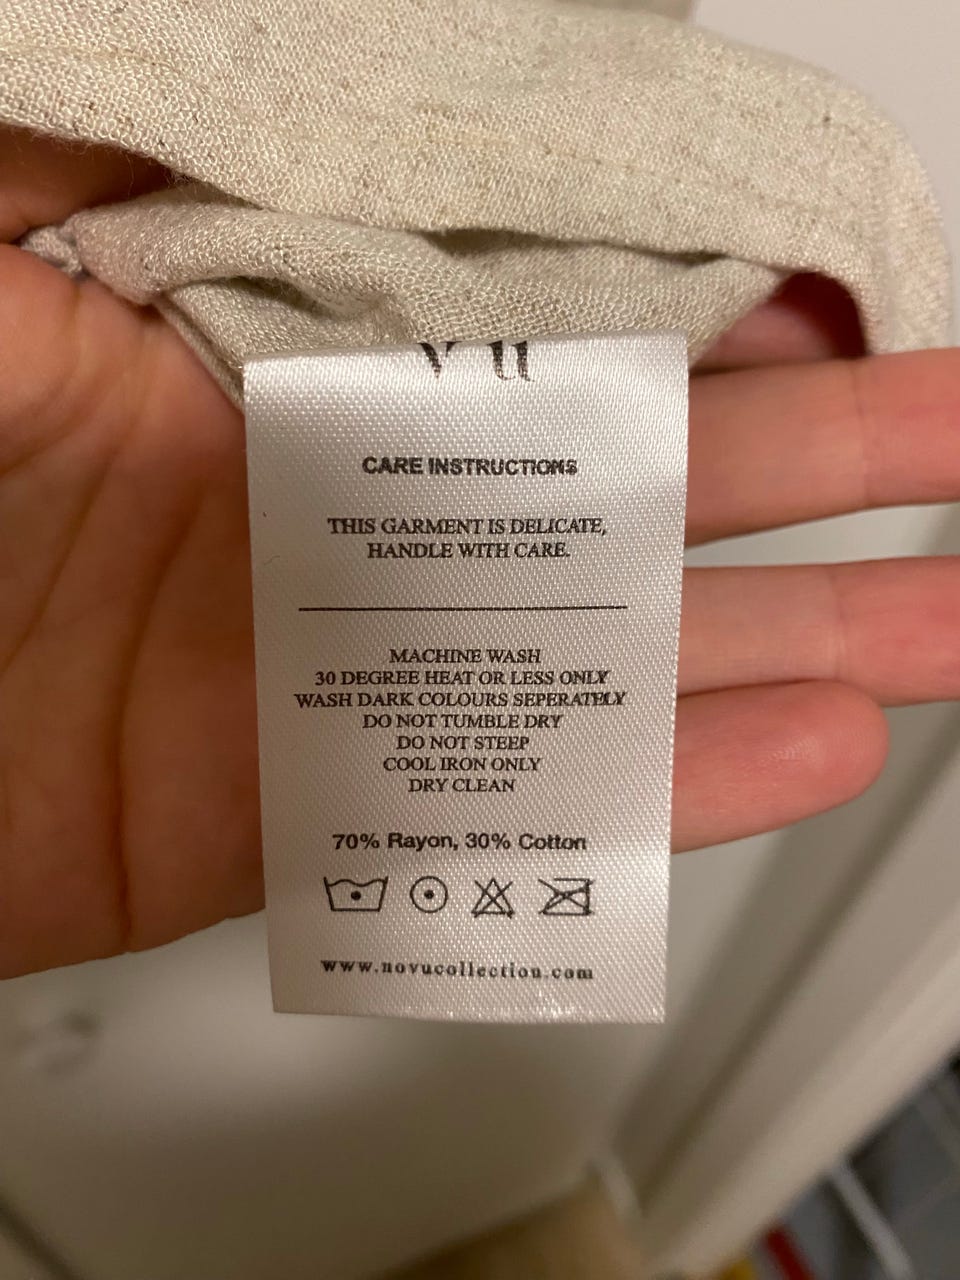 CARE INSTRUCTIONS
THIS GARMENT IS DELICATE,
HANDLE WITH CARE.
MACHINE WASH
30 DEGREE HEAT OR LESS ONLY
WASH DARK COLOURS SEPERATELY
DO NOT TUMBLE DRY
DO NOT STEEP
COOL IRON ONLY
DRY CLEAN
70% Rayon, 30% Cotton
www.novucollection.com